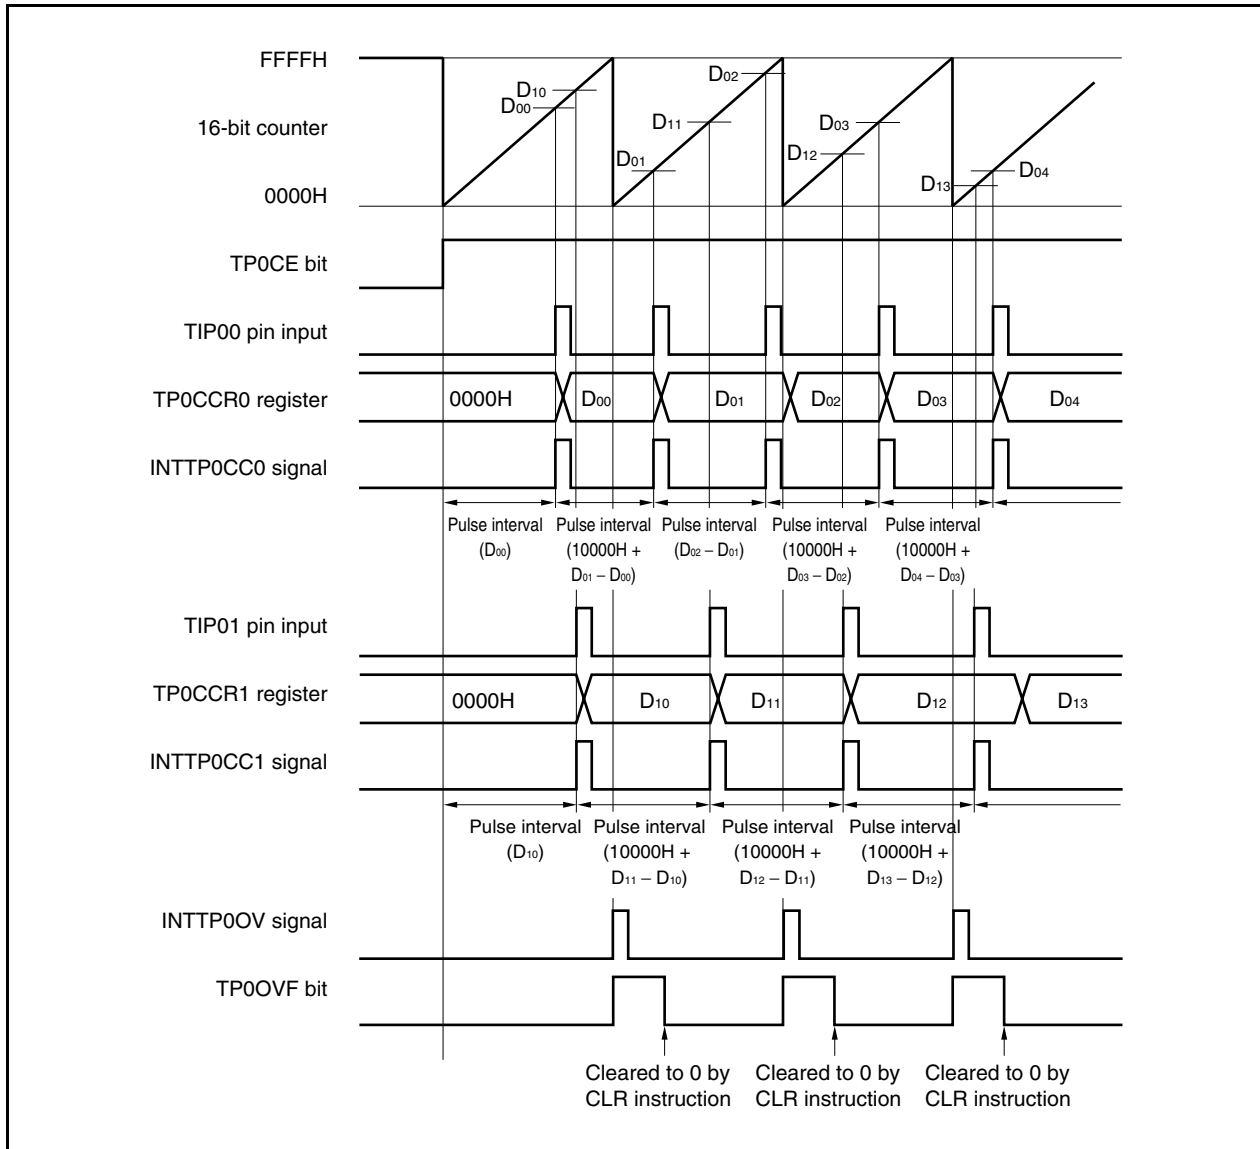 FFFFH
16-bit counter
0000H
D10
D00
D01
D11
D02
D12
D03
D13
D04
TP0CE bit
TIP00 pin input
TP0CCR0 register
0000H
D00
D01
D02
D03
D04
INTTP0CC0 signal
Pulse interval
(D00)
Pulse interval
(10000H +
D01 – D00)
Pulse interval
(D02 – D01)
Pulse interval
(10000H +
D03 – D02)
Pulse interval
(10000H +
D04 – D03)
TIP01 pin input
TP0CCR1 register
0000H
D10
D11
D12
D13
INTTP0CC1 signal
Pulse interval
(D10)
Pulse interval
(10000H +
D11 – D10)
Pulse interval
(10000H +
D12 – D11)
Pulse interval
(10000H +
D13 – D12)
INTTP0OV signal
TP0OVF bit
Cleared to 0 by
CLR instruction
Cleared to 0 by
CLR instruction
Cleared to 0 by
CLR instruction